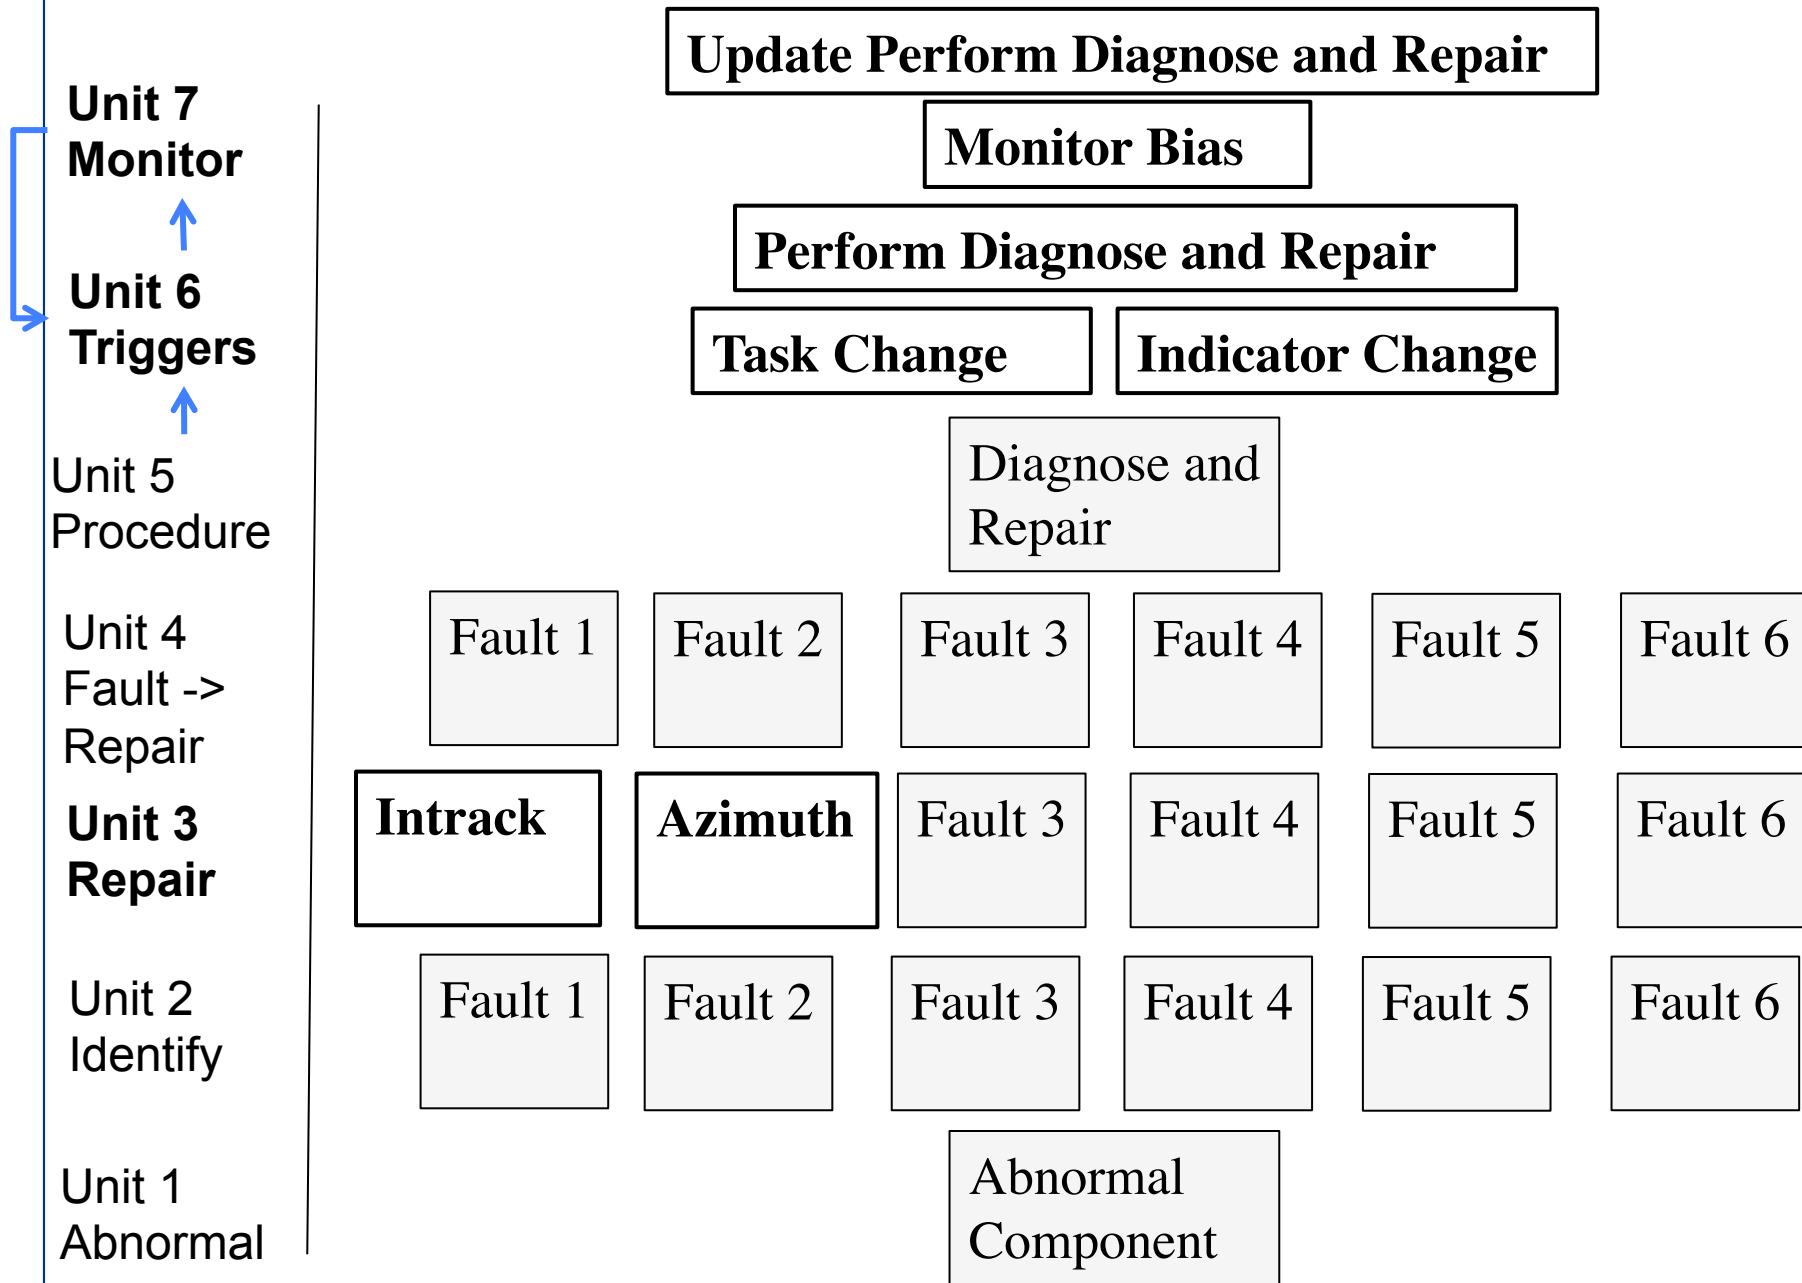 Update Perform Diagnose and Repair
Unit 7
Monitor
Monitor Bias
Perform Diagnose and Repair
Unit 6
Triggers
Task Change
Indicator Change
Unit 5
Procedure
Diagnose and
Repair
Unit 4
Fault ->
Repair
Fault 1
Fault 2
Fault 3
Fault 4
Fault 5
Fault 6
Unit 3
Repair
Intrack
Azimuth
Fault 3
Fault 4
Fault 5
Fault 6
Unit 2
Identify
Fault 1
Fault 2
Fault 3
Fault 4
Fault 5
Fault 6
Unit 1
Abnormal
Abnormal
Component